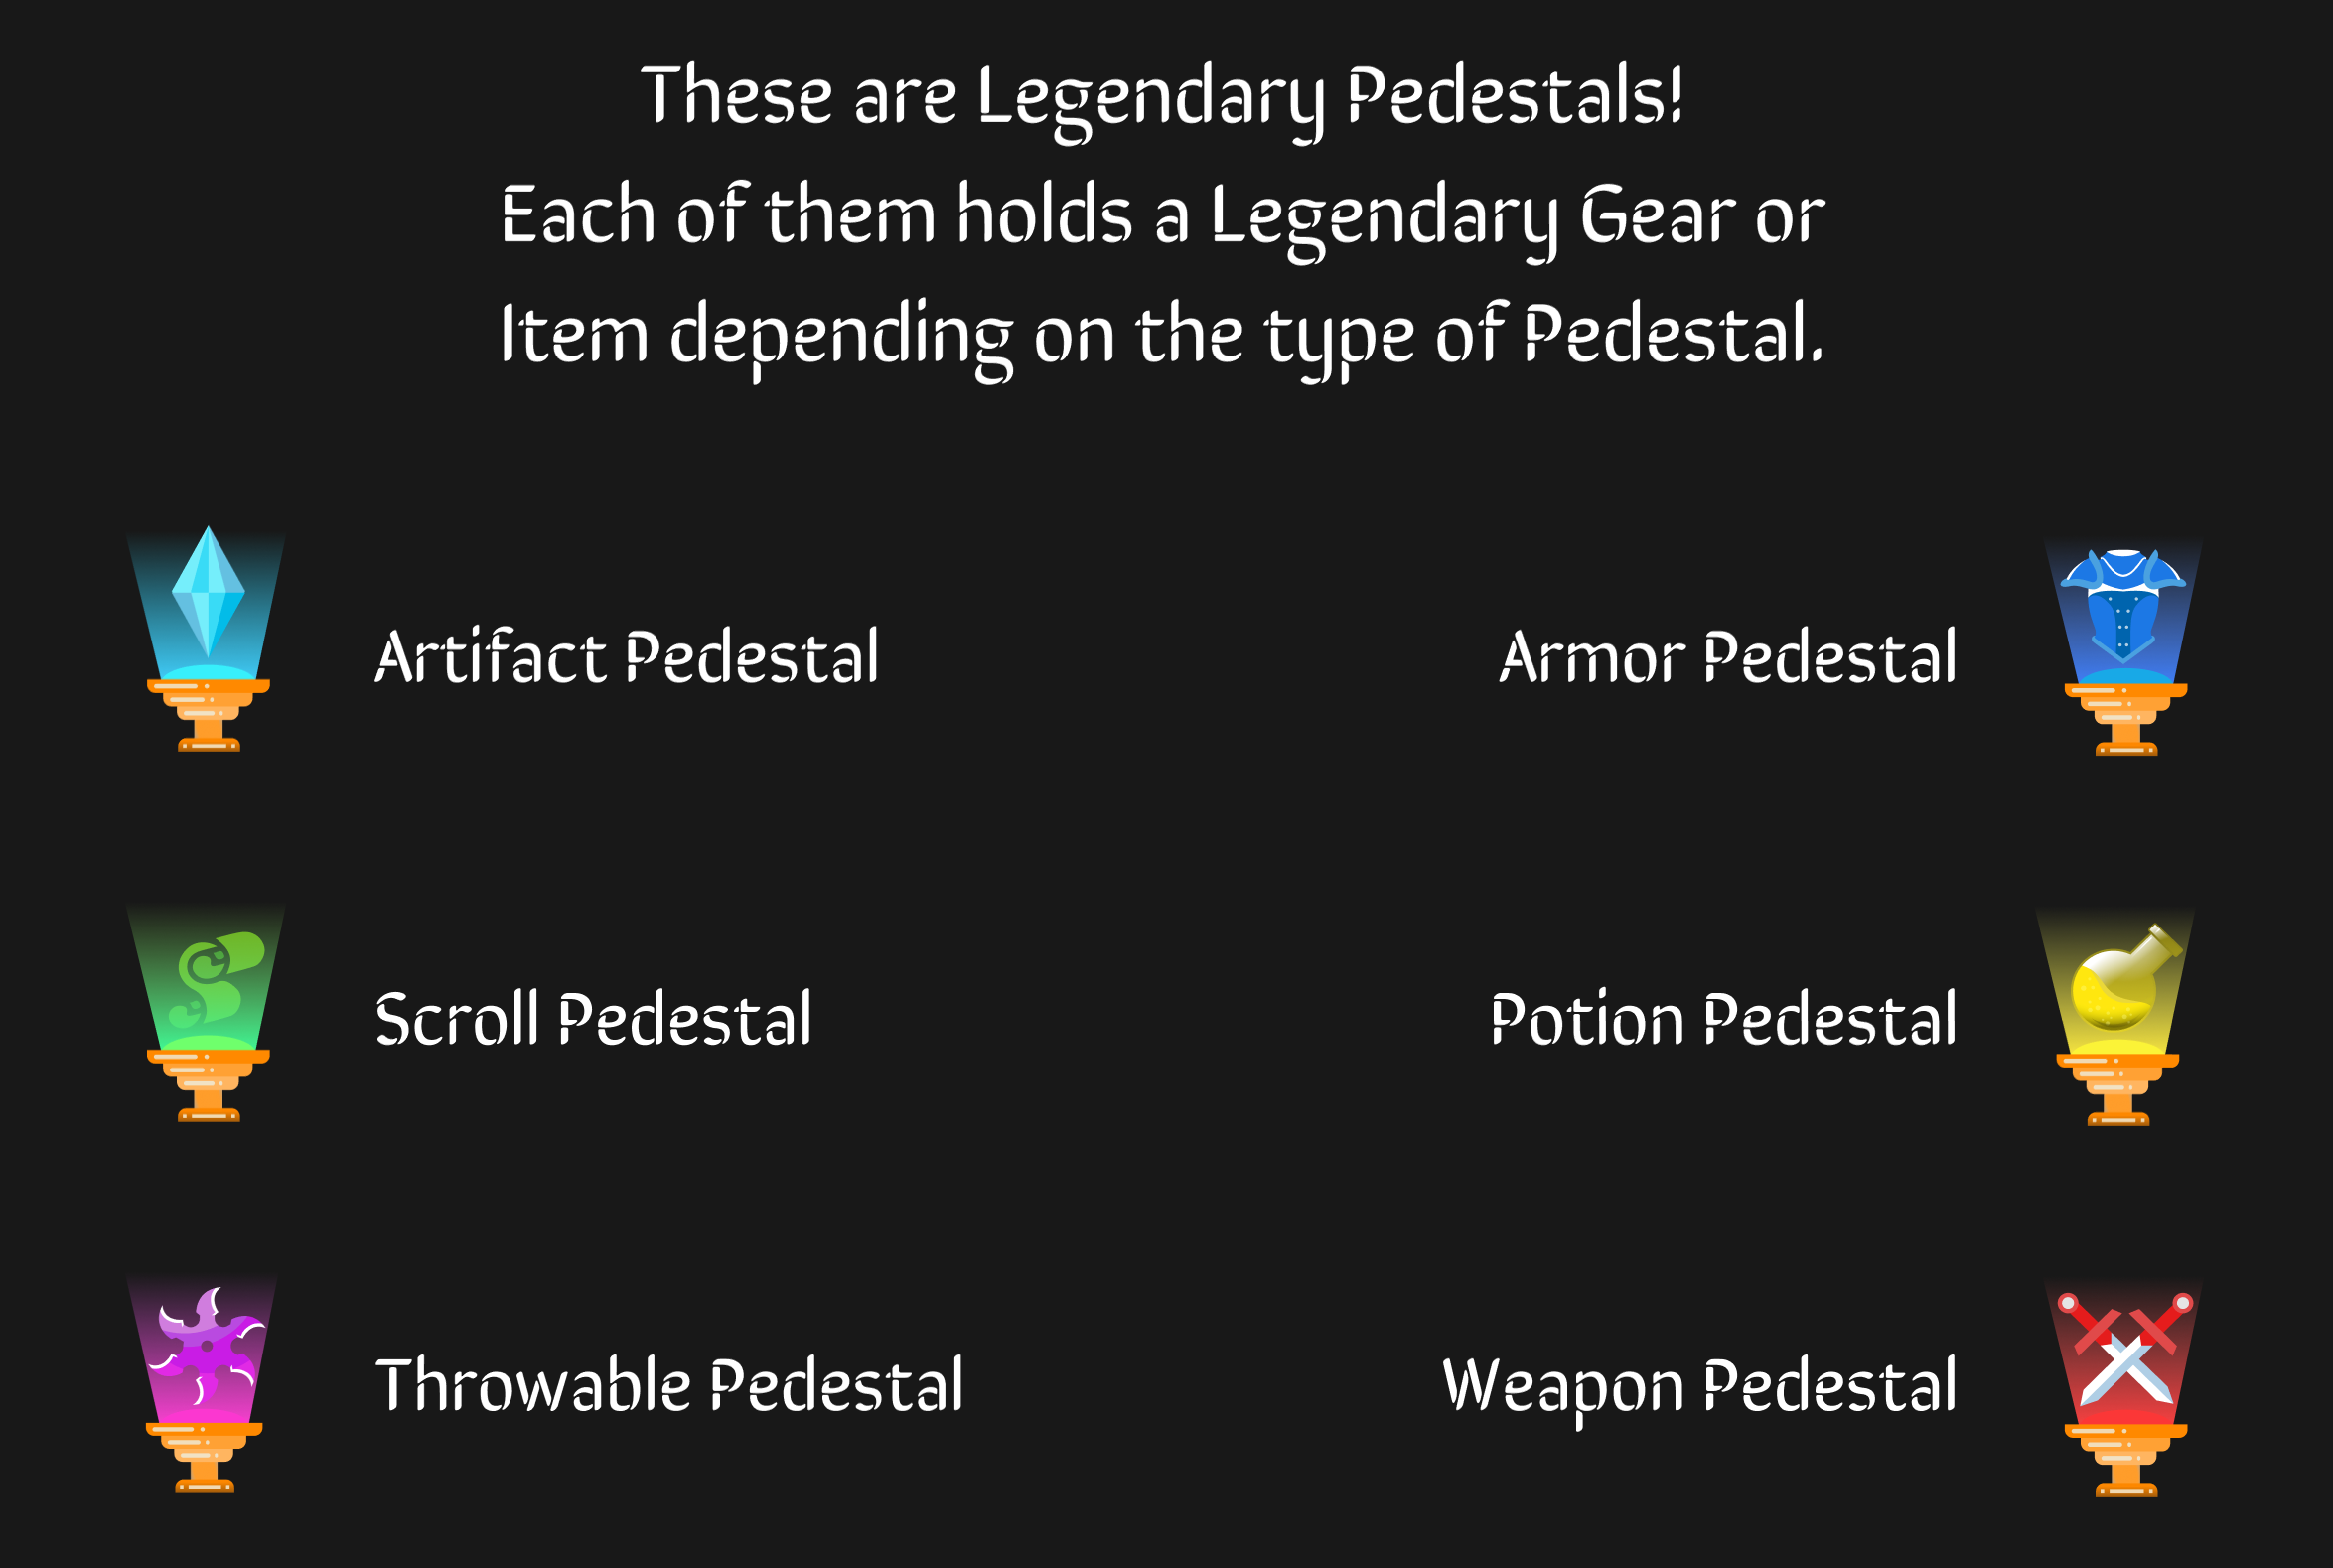 These are Legendary Pedestals!
Each of them holds a Legendary Gear or
Item depending on the type of Pedestal.
Artifact Pedestal
Armor Pedestal
Scroll Pedestal
Potion Pedestal
Throwable Pedestal
Weapon Pedestal